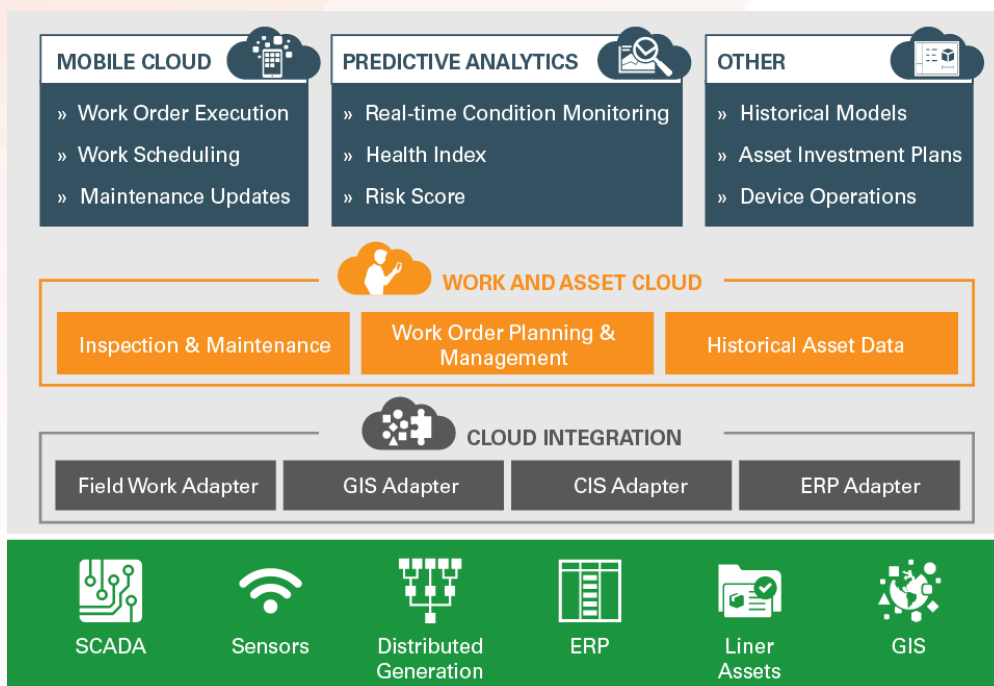 MOBILE CLOUD
» Work Order Execution
» Work Scheduling
» Maintenance Updates
PREDICTIVE ANALYTICS
» Real-time Condition Monitoring
» Health Index
» Risk Score
OTHER
» Historical Models
» Asset Investment Plans
» Device Operations
WORK AND ASSET CLOUD
Inspection & Maintenance
Work Order Planning &
Management
Historical Asset Data
CLOUD INTEGRATION
Field Work Adapter
GIS Adapter
CIS Adapter
ERP Adapter
SCADA
Sensors
Distributed
Generation
ERP
Liner
Assets
GIS